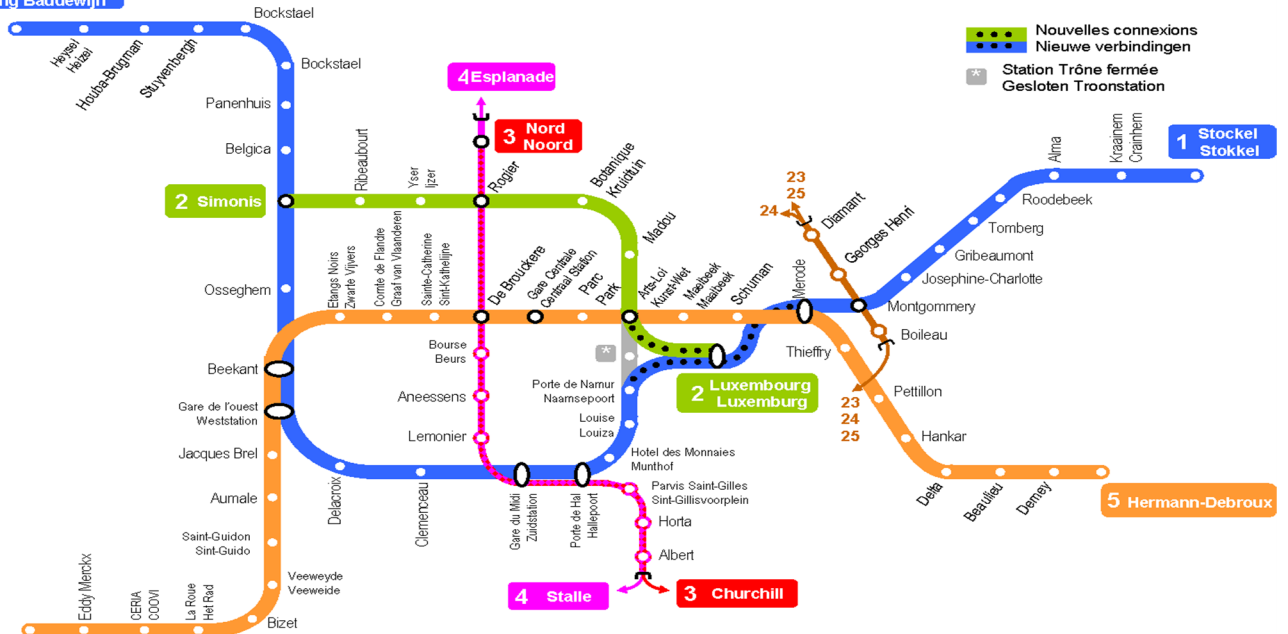 Bockstael
Heysel
Heizel
Houba-Brugman
Stuyvenbergh
Bockstael
Panenhuis
Belgica
2 Simonis
Ribeaubourt
Yser
Ijzer
4 Esplanade
3 Nord
Noord
Rogier
Botanique
Kruidtuin
Madou
Nouvelles connexions
Nieuwe verbindingen
* Station Trône fermée
Gesloten Troonstation
1 Stockel
Stokkel
Kraainem
Crainhem
Alma
Roodebeek
Tomberg
Gribeaumont
Josephine-Charlotte
Montgommery
23
25
24
Diamant
Georges Henri
Boileau
23
24
25
Osseghem
Etangs Noirs
Zwarte Vijvers
Comte de Flandre
Graaf van Vlaanderen
Sainte-Catherine
Sint-Kathelijne
De Brouckere
Gare Centrale
Centraal Station
Parc
Park
Arts-Loi
Kunst-Wet
Maelbeek
Maalbeek
Schuman
Merode
Thieffry
Pettillon
Hankar
Delta
Beaulieu
Demey
5 Hermann-Debroux
Bourse
Beurs
Aneessens
Lemonier
*
Porte de Namur
Naamsepoort
Louise
Louiza
2 Luxembourg
Luxemburg
Hotel des Monnaies
Munthof
Parvis Saint-Gilles
Sint-Gillisvoorplein
Horta
Albert
4 Stalle
3 Churchill
Beekant
Gare de l'ouest
Weststation
Jacques Brel
Aumale
Saint-Guidon
Sint-Guido
Veeweyde
Veeweide
Bizet
La Roue
Het Rad
CERIA
COOVI
Eddy Merckx
Delacroix
Clemenceau
Gare du Midi
Zuidstation
Porte de Hal
Hallepoort